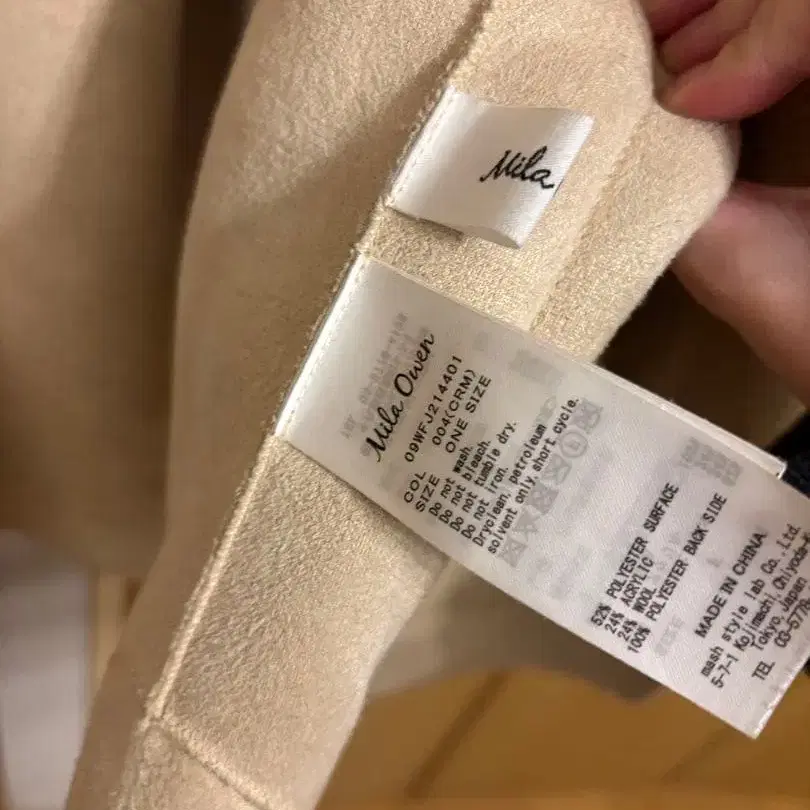 Mila
Mila Owen
09WFJ214401
COL 004(CRM)
SIZE ONE SIZE
Do not wash.
Do not bleach.
Do not tumble dry.
Do not iron.
Dryclean, petroleum
solvent only, short cycle.
52% POLYESTER SURFACE
24% ACRYLIC
24% WOOL
100% POLYESTER BACK SIDE
MADE IN CHINA
mash style lab Co.,Ltd.
5-7-1 Kojimachi, Chiyoda-
Tokyo, Japan
TEL 03-57